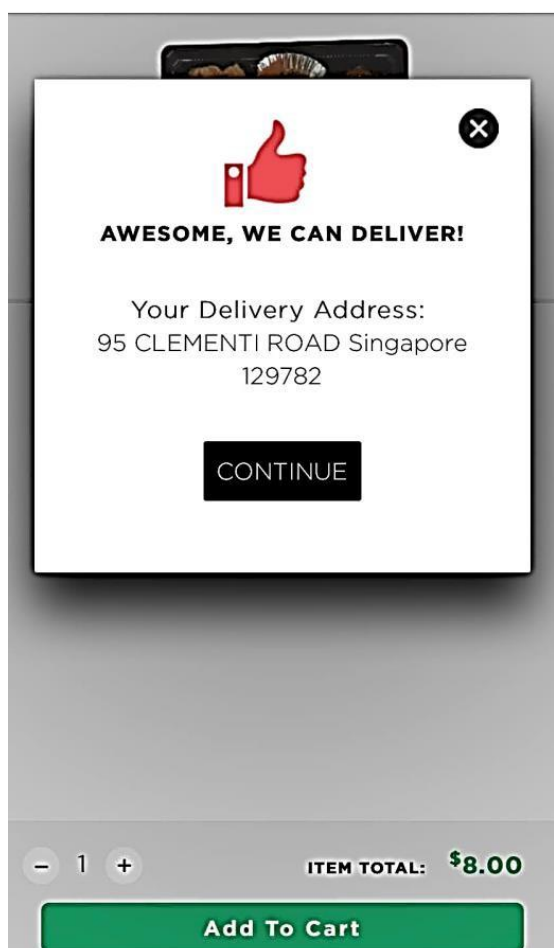 AWESOME, WE CAN DELIVER!
Your Delivery Address:
95 CLEMENTI ROAD Singapore
129782
CONTINUE
- 1 + ITEM TOTAL: $8.00
Add To Cart